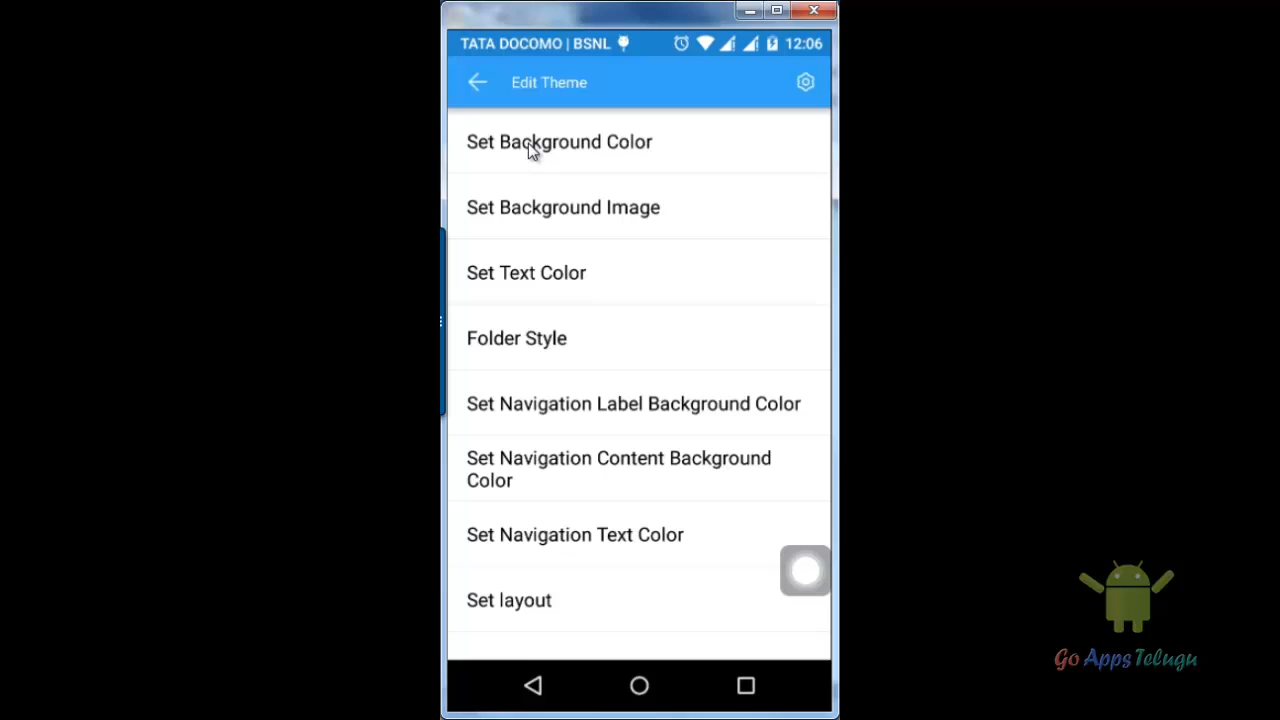 TATA DOCOMO | BSNL
12:06
Edit Theme
Set Background Color
Set Background Image
Set Text Color
Folder Style
Set Navigation Label Background Color
Set Navigation Content Background
Color
Set Navigation Text Color
Set layout
Go Apps Telugu